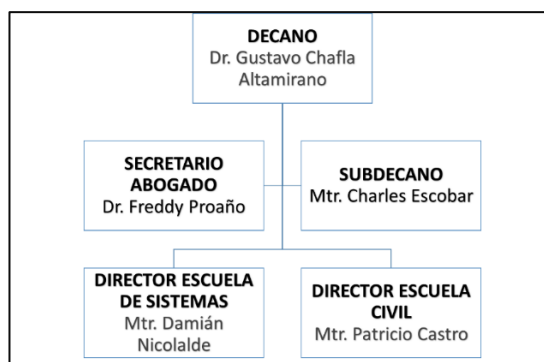 DECANO
Dr. Gustavo Chafla
Altamirano
SECRETARIO
ABOGADO
Dr. Freddy Proaño
SUBDECANO
Mtr. Charles Escobar
DIRECTOR ESCUELA
DE SISTEMAS
Mtr. Damián
Nicolalde
DIRECTOR ESCUELA
CIVIL
Mtr. Patricio Castro